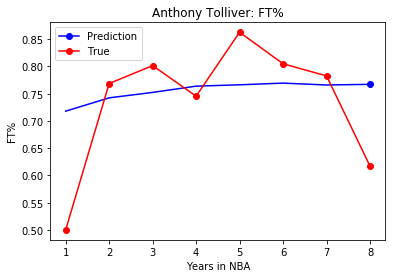 Anthony Tolliver: FT%
Prediction
True
FT%
0.85
0.80
0.75
0.70
0.65
0.60
0.55
0.50
1 2 3 4 5 6 7 8
Years in NBA